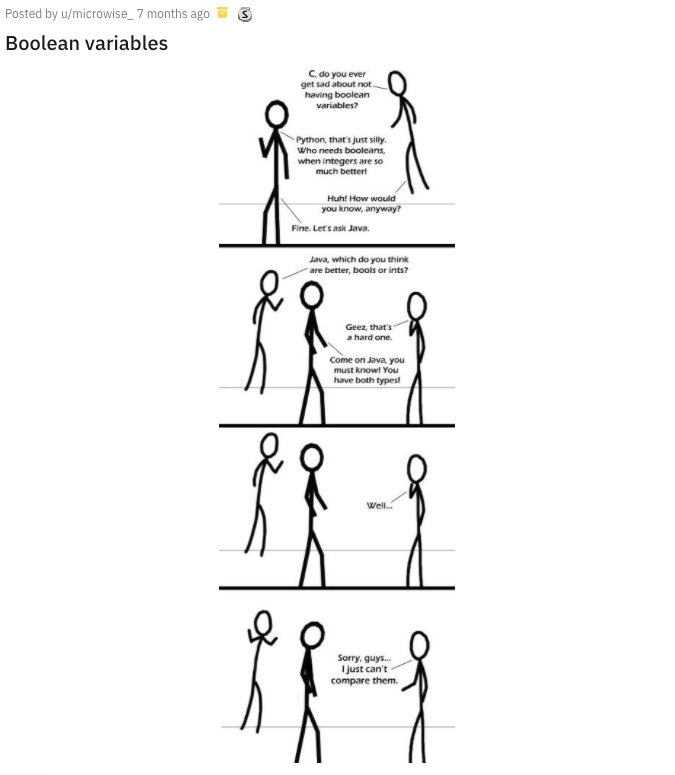 Posted by u/microwise_ 7 months ago
Boolean variables
C, do you ever
get sad about not
having boolean
variables?
Python, that's just silly.
Who needs booleans,
when integers are so
much better!
Huh! How would
you know, anyway?
Fine. Let's ask Java.
Java, which do you think
are better, bools or ints?
Geez, that's
a hard one.
Come on Java, you
must know! You
have both types!
Well...
Sorry, guys...
I just can't
compare them.